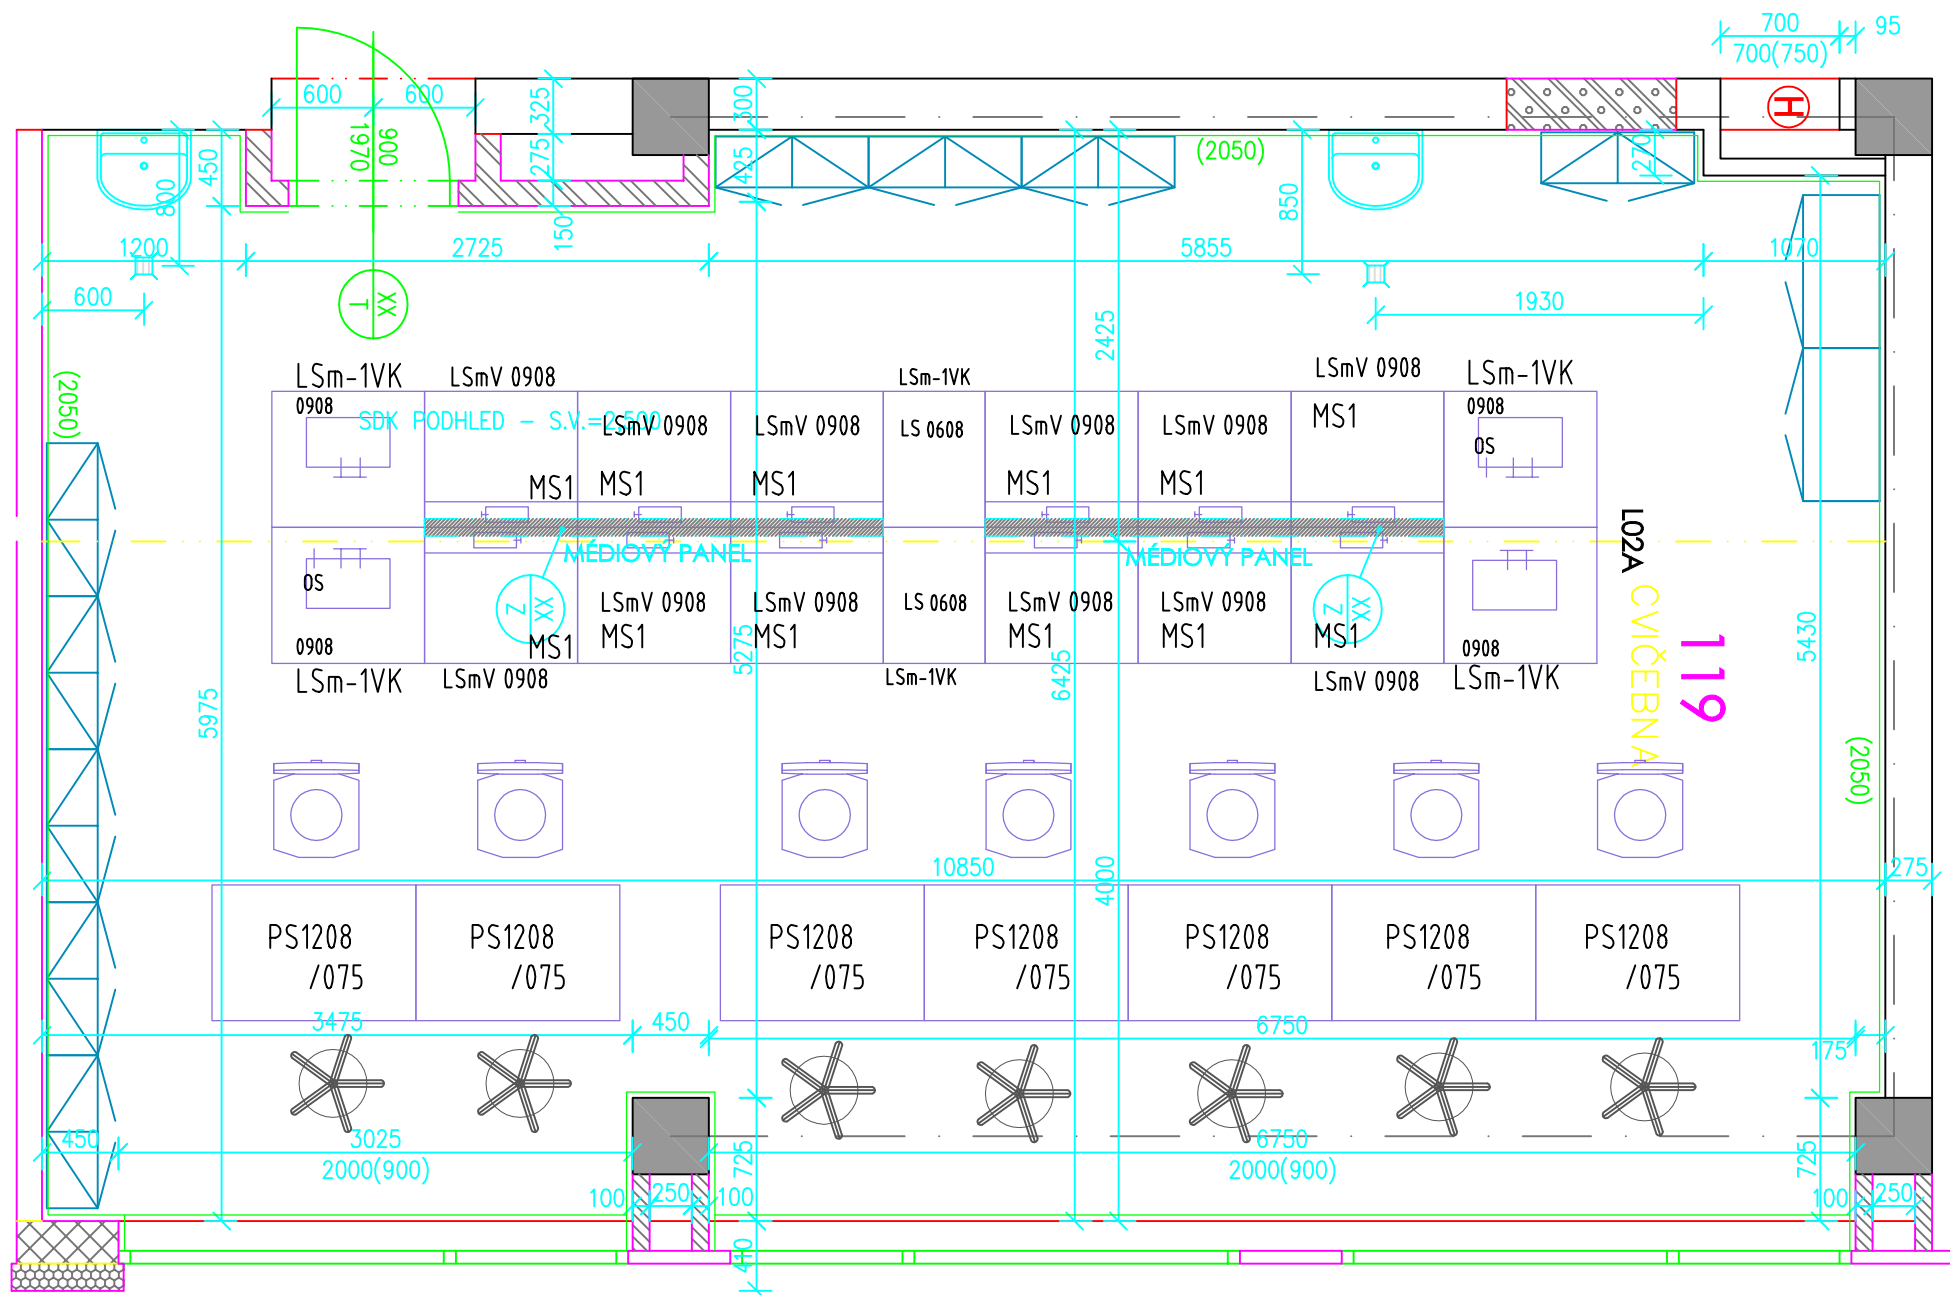 700
95
700(750)
H
600
600
325
300
900
1970
450
275
425
(2050)
270
800
850
150
1200
2725
5855
1070
600
1930
XX
T
2425
(2050)
LSm-1VK
LSmV 0908
LSm-1VK
LSmV 0908
LSm-1VK
0908
0908
SDK PODHLED - S.V.=2,500
LSmV 0908
LSmV 0908
LS 0608
LSmV 0908
LSmV 0908
MS1
OS
MS1
MS1
MS1
MS1
MS1
L02A
MÉDIOVÝ PANEL
MÉDIOVÝ PANEL
OS
XX
Z
XX
Z
LSmV 0908
LSmV 0908
LS 0608
LSmV 0908
LSmV 0908
CVIČEBNA
119
5430
MS1
MS1
MS1
MS1
MS1
MS1
0908
0908
5275
6425
LSm-1VK
LSmV 0908
LSm-1VK
LSmV 0908
LSm-1VK
5975
(2050)
10850
4000
275
PS1208
/075
PS1208
/075
PS1208
/075
PS1208
/075
PS1208
/075
PS1208
/075
PS1208
/075
3475
450
6750
175
450
3025
2000(900)
725
6750
2000(900)
725
100
250
100
100
250
410